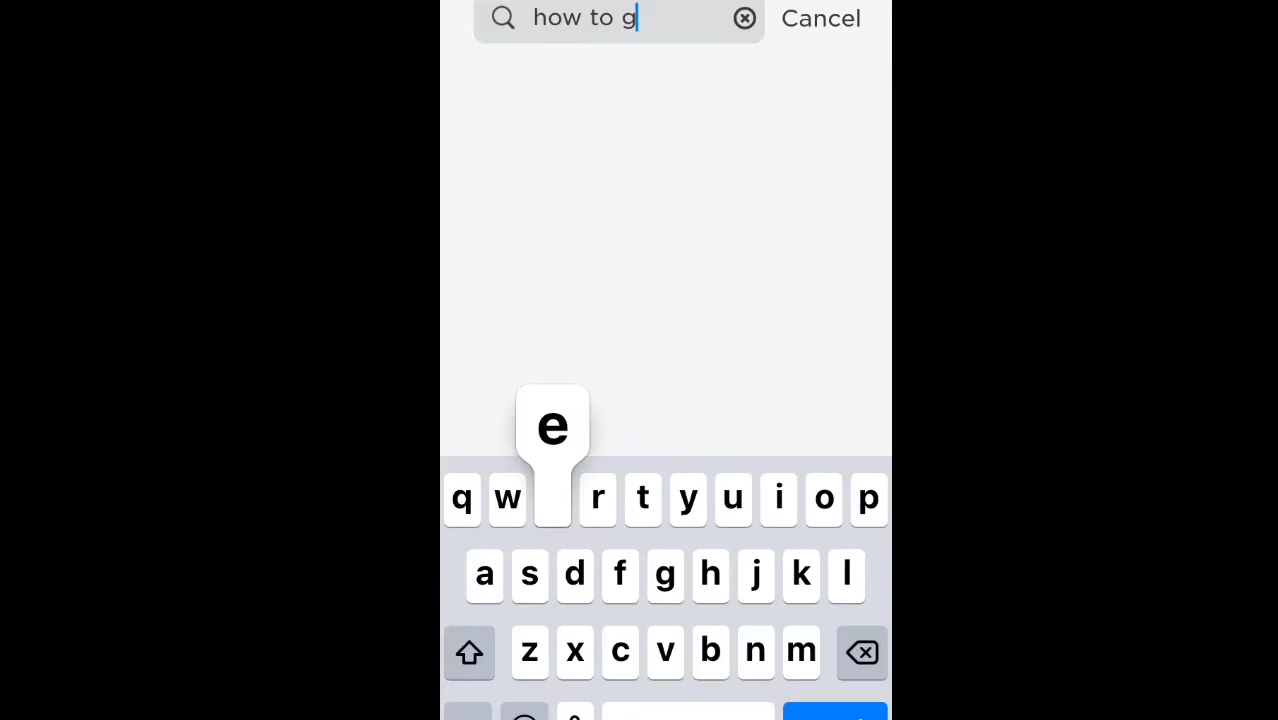 how to g
Cancel
e
q w r t y u i o p
a s d f g h j k l
z x c v b n m